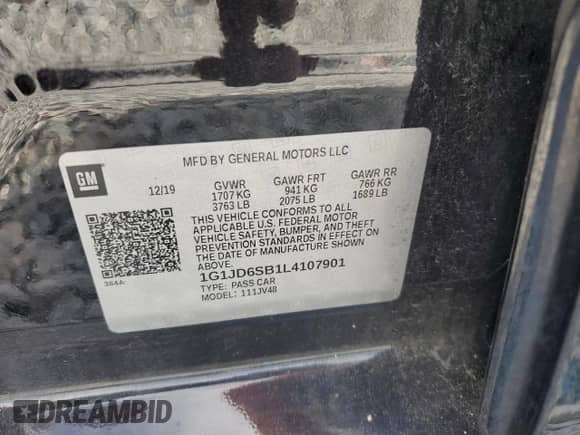 MFD BY GENERAL MOTORS LLC
GM
12/19 GVWR GAWR FRT GAWR RR
1707 KG 941 KG 766 KG
3763 LB 2075 LB 1689 LB
THIS VEHICLE CONFORMS TO ALL
APPLICABLE U.S. FEDERAL MOTOR
VEHICLE SAFETY, BUMPER, AND THEFT
PREVENTION STANDARDS IN EFFECT ON
THE DATE OF MANUFACTURE SHOWN
ABOVE.
384A
1G1JD6SB1L4107901
TYPE: PASS CAR
MODEL: 111JV48
DREAMBID